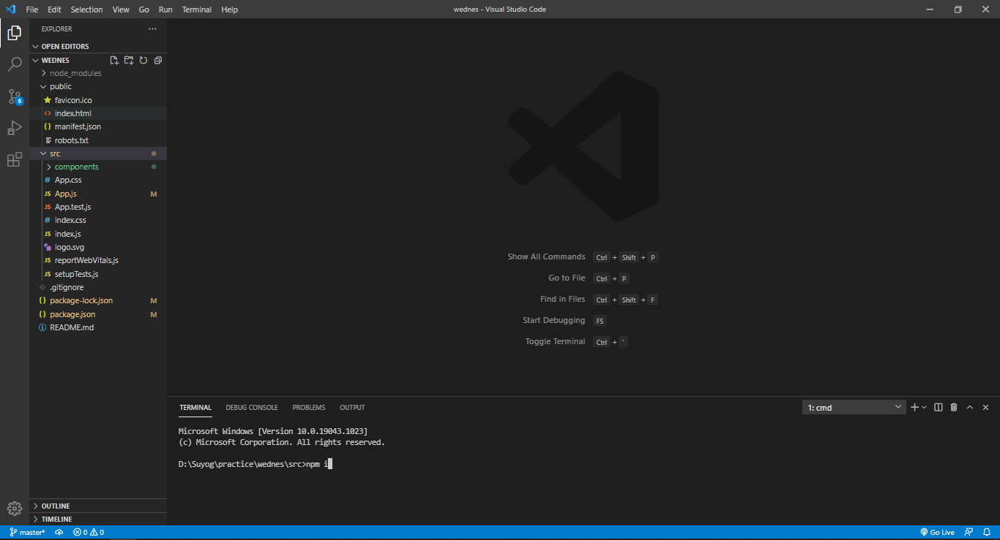 File Edit Selection View Go Run Terminal Help wednes - Visual Studio Code
EXPLORER
OPEN EDITORS
WEDNES
node_modules
public
favicon.ico
index.html
manifest.json
robots.txt
src
components
App.css
App.js M
App.test.js
index.css
index.js
logo.svg
reportWebVitals.js
setupTests.js
.gitignore
package-lock.json M
package.json M
README.md
OUTLINE
TIMELINE
6
Show All Commands Ctrl + Shift + P
Go to File Ctrl + P
Find in Files Ctrl + Shift + F
Start Debugging F5
Toggle Terminal Ctrl + `
TERMINAL DEBUG CONSOLE PROBLEMS OUTPUT 1: cmd
Microsoft Windows [Version 10.0.19043.1023]
(c) Microsoft Corporation. All rights reserved.
D:\Suyog\practice\wednes\src>npm i
master* 0 0 Go Live